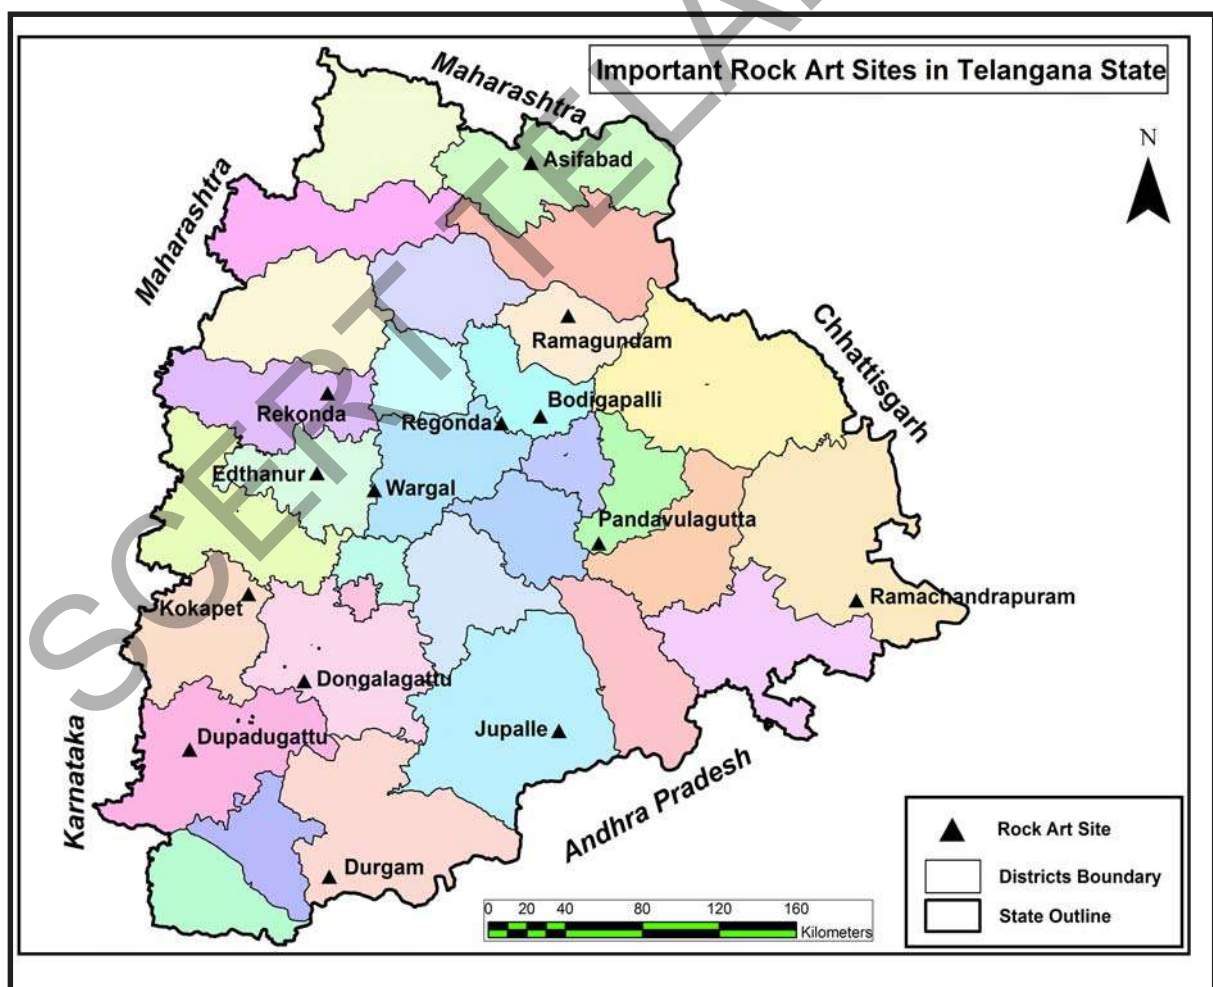 Important Rock Art Sites in Telangana State
Maharashtra
Maharashtra
N
Asifabad
Chhattisgarh
Ramagundam
Bodigapalli
Rekonda
Regonda
Edthanur
Wargal
Pandavulagutta
Ramachandrapuram
Kokapet
Dongalagattu
Jupalle
Dupadugattu
Karnataka
Andhra Pradesh
Durgam
Rock Art Site
Districts Boundary
State Outline
0 20 40 80 120 160
Kilometers
SCERT TELA